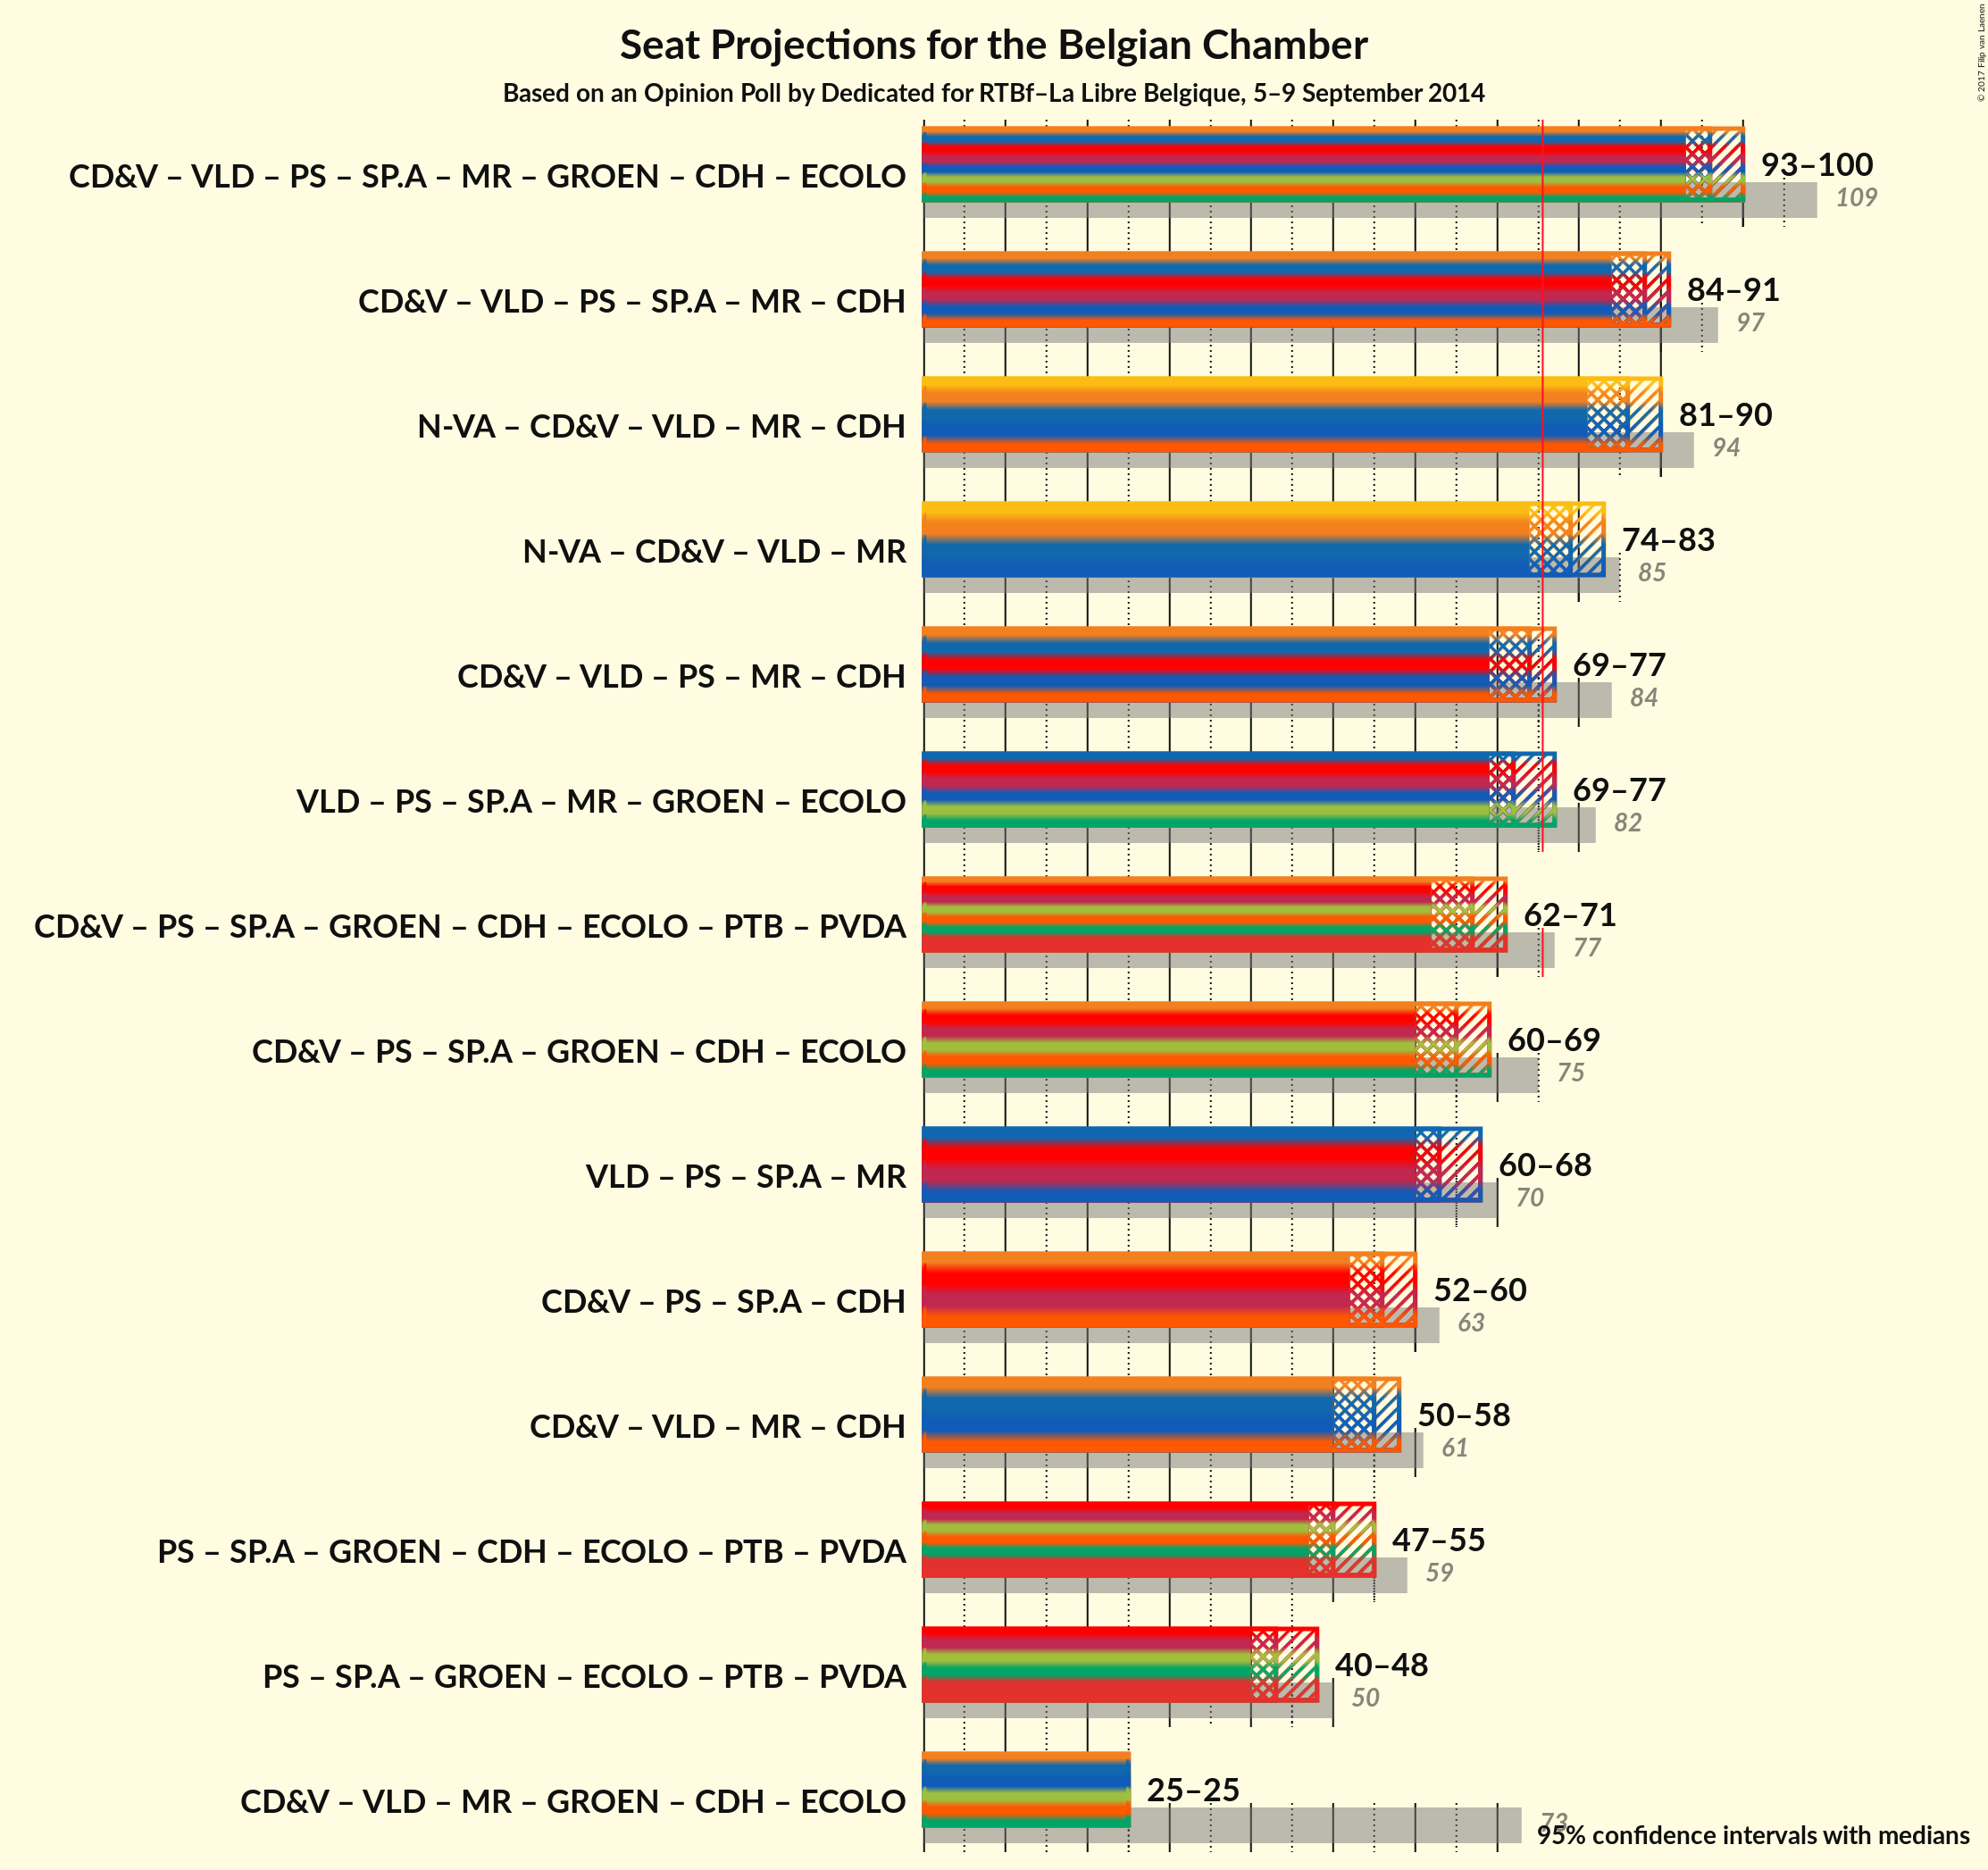 Seat Projections for the Belgian Chamber
Based on an Opinion Poll by Dedicated for RTBf–La Libre Belgique, 5–9 September 2014
© 2017 Filip van Laenen
CD&V – VLD – PS – SP.A – MR – GROEN – CDH – ECOLO
93–100
109
CD&V – VLD – PS – SP.A – MR – CDH
84–91
97
N-VA – CD&V – VLD – MR – CDH
81–90
94
N-VA – CD&V – VLD – MR
74–83
85
CD&V – VLD – PS – MR – CDH
69–77
84
VLD – PS – SP.A – MR – GROEN – ECOLO
69–77
82
CD&V – PS – SP.A – GROEN – CDH – ECOLO – PTB – PVDA
62–71
77
CD&V – PS – SP.A – GROEN – CDH – ECOLO
60–69
75
VLD – PS – SP.A – MR
60–68
70
CD&V – PS – SP.A – CDH
52–60
63
CD&V – VLD – MR – CDH
50–58
61
PS – SP.A – GROEN – CDH – ECOLO – PTB – PVDA
47–55
59
PS – SP.A – GROEN – ECOLO – PTB – PVDA
40–48
50
CD&V – VLD – MR – GROEN – CDH – ECOLO
25–25
73
95% confidence intervals with medians